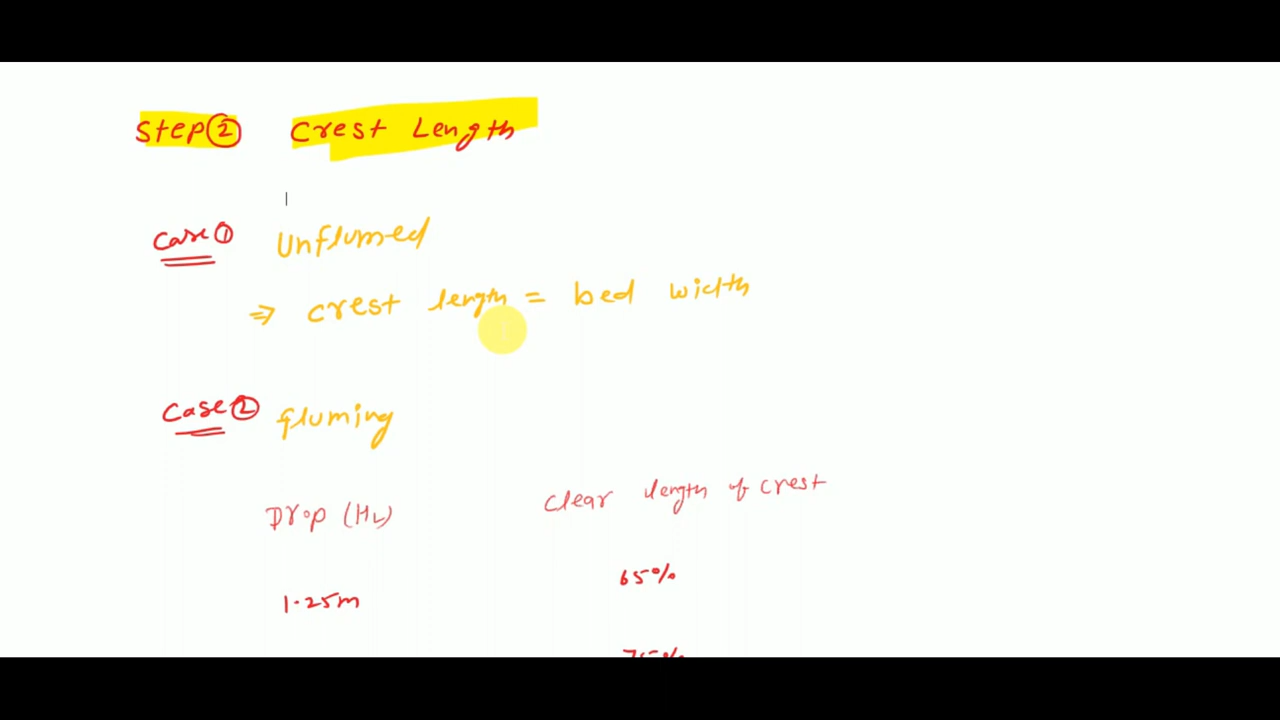 Step② Crest Length
Case① Unflumed
⇒ crest length = bed width
Case② fluming
Drop (HL) Clear length of crest
65%
1.25m
75%